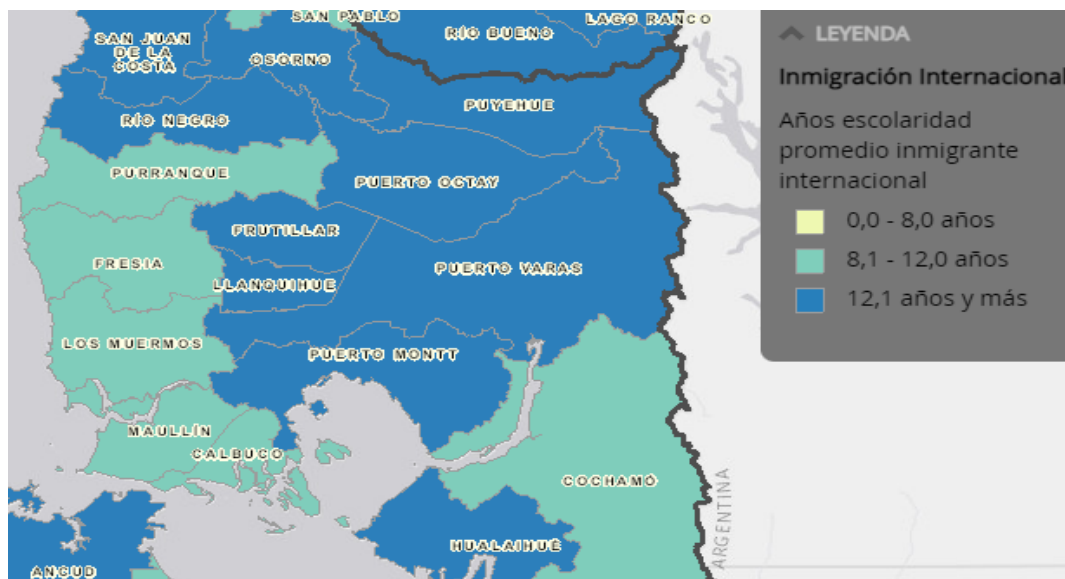 SAN PABLO
LAGO RANCO
RÍO BUENO
SAN JUAN
DE LA
COSTA
OSORNO
PUYEHUE
RÍO NEGRO
PURRANQUE
PUERTO OCTAY
FRUTILLAR
FRESIA
PUERTO VARAS
LLANQUIHUE
LOS MUERMOS
PUERTO MONTT
MAULLÍN
CALBUCO
COCHAMÓ
HUALAIHUÉ
ANCUD
ARGENTINA
LEYENDA
Inmigración Internacional
Años escolaridad
promedio inmigrante
internacional
0,0 - 8,0 años
8,1 - 12,0 años
12,1 años y más